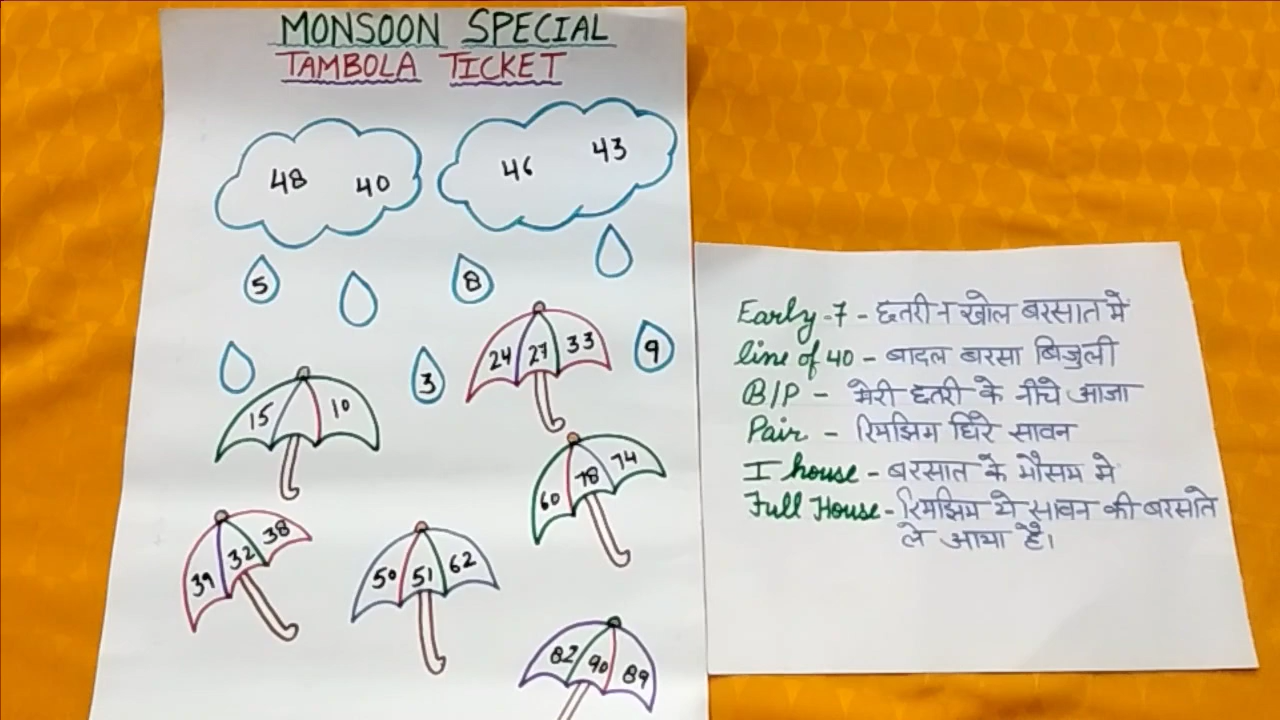 MONSOON SPECIAL
TAMBOLA TICKET
48 40
46 43
5
8
3
9
24 27 33
15 10
60 78 74
39 32 38
50 51 62
82 90 89
Early-7 - छतरी न खोल बरसात में
line of 40 - बादल बरसा बिजुली
B/P - मेरी छतरी के नीचे आजा
Pair - रिमझिम घिरे सावन
I house - बरसात के मौसम में
Full House - रिमझिम ये सावन की बरसाते
ले आया है।